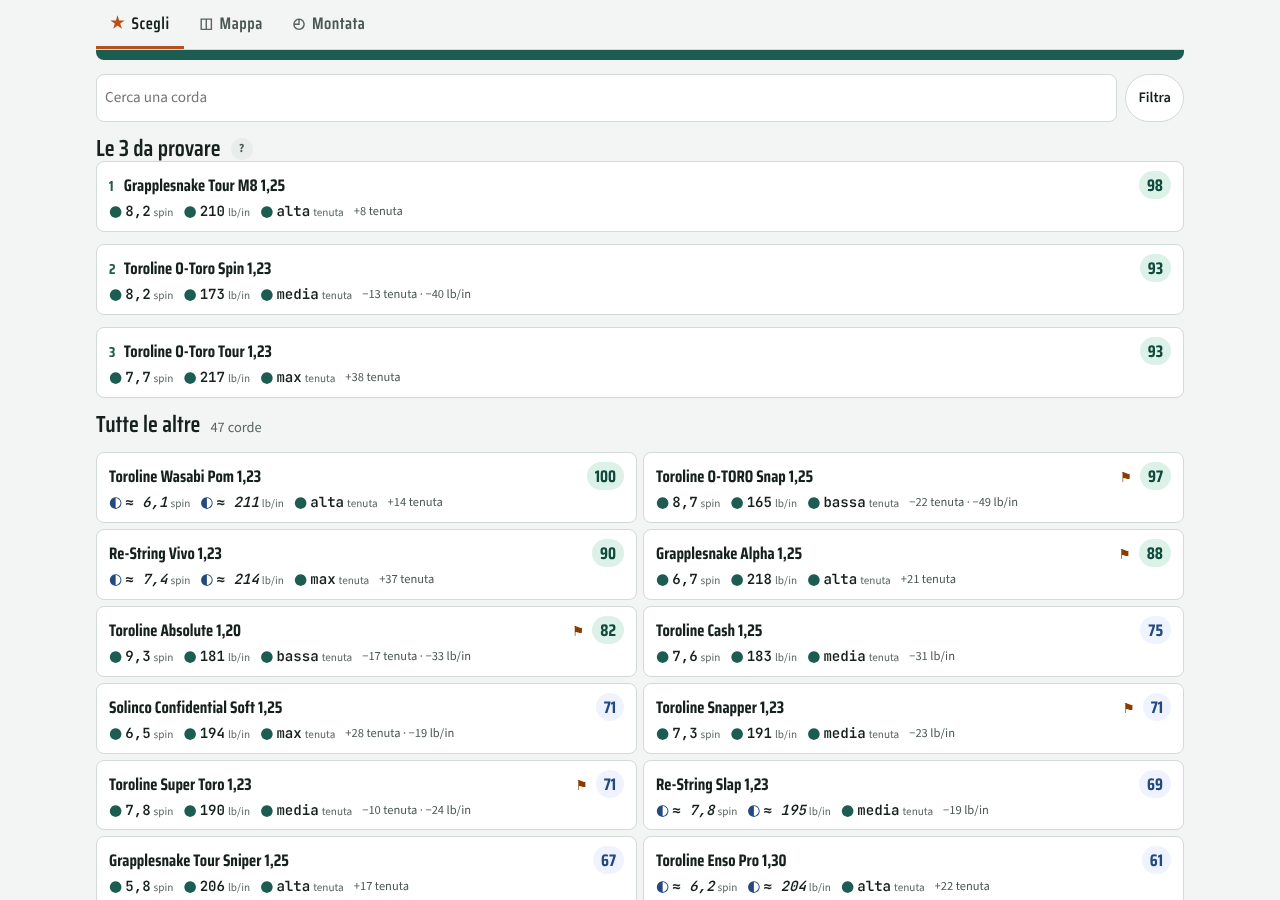 ★ Scegli Mappa Montata
Cerca una corda
Filtra
Le 3 da provare ?
1 Grapplesnake Tour M8 1,25 98
8,2 spin 210 lb/in alta tenuta +8 tenuta
2 Toroline O-Toro Spin 1,23 93
8,2 spin 173 lb/in media tenuta −13 tenuta · −40 lb/in
3 Toroline O-Toro Tour 1,23 93
7,7 spin 217 lb/in max tenuta +38 tenuta
Tutte le altre 47 corde
Toroline Wasabi Pom 1,23 100
≈ 6,1 spin ≈ 211 lb/in alta tenuta +14 tenuta
Toroline O-TORO Snap 1,25 97
8,7 spin 165 lb/in bassa tenuta −22 tenuta · −49 lb/in
Re-String Vivo 1,23 90
≈ 7,4 spin ≈ 214 lb/in max tenuta +37 tenuta
Grapplesnake Alpha 1,25 88
6,7 spin 218 lb/in alta tenuta +21 tenuta
Toroline Absolute 1,20 82
9,3 spin 181 lb/in bassa tenuta −17 tenuta · −33 lb/in
Toroline Cash 1,25 75
7,6 spin 183 lb/in media tenuta −31 lb/in
Solinco Confidential Soft 1,25 71
6,5 spin 194 lb/in max tenuta +28 tenuta · −19 lb/in
Toroline Snapper 1,23 71
7,3 spin 191 lb/in media tenuta −23 lb/in
Toroline Super Toro 1,23 71
7,8 spin 190 lb/in media tenuta −10 tenuta · −24 lb/in
Re-String Slap 1,23 69
≈ 7,8 spin ≈ 195 lb/in media tenuta −19 lb/in
Grapplesnake Tour Sniper 1,25 67
5,8 spin 206 lb/in alta tenuta +17 tenuta
Toroline Enso Pro 1,30 61
≈ 6,2 spin ≈ 204 lb/in alta tenuta +22 tenuta